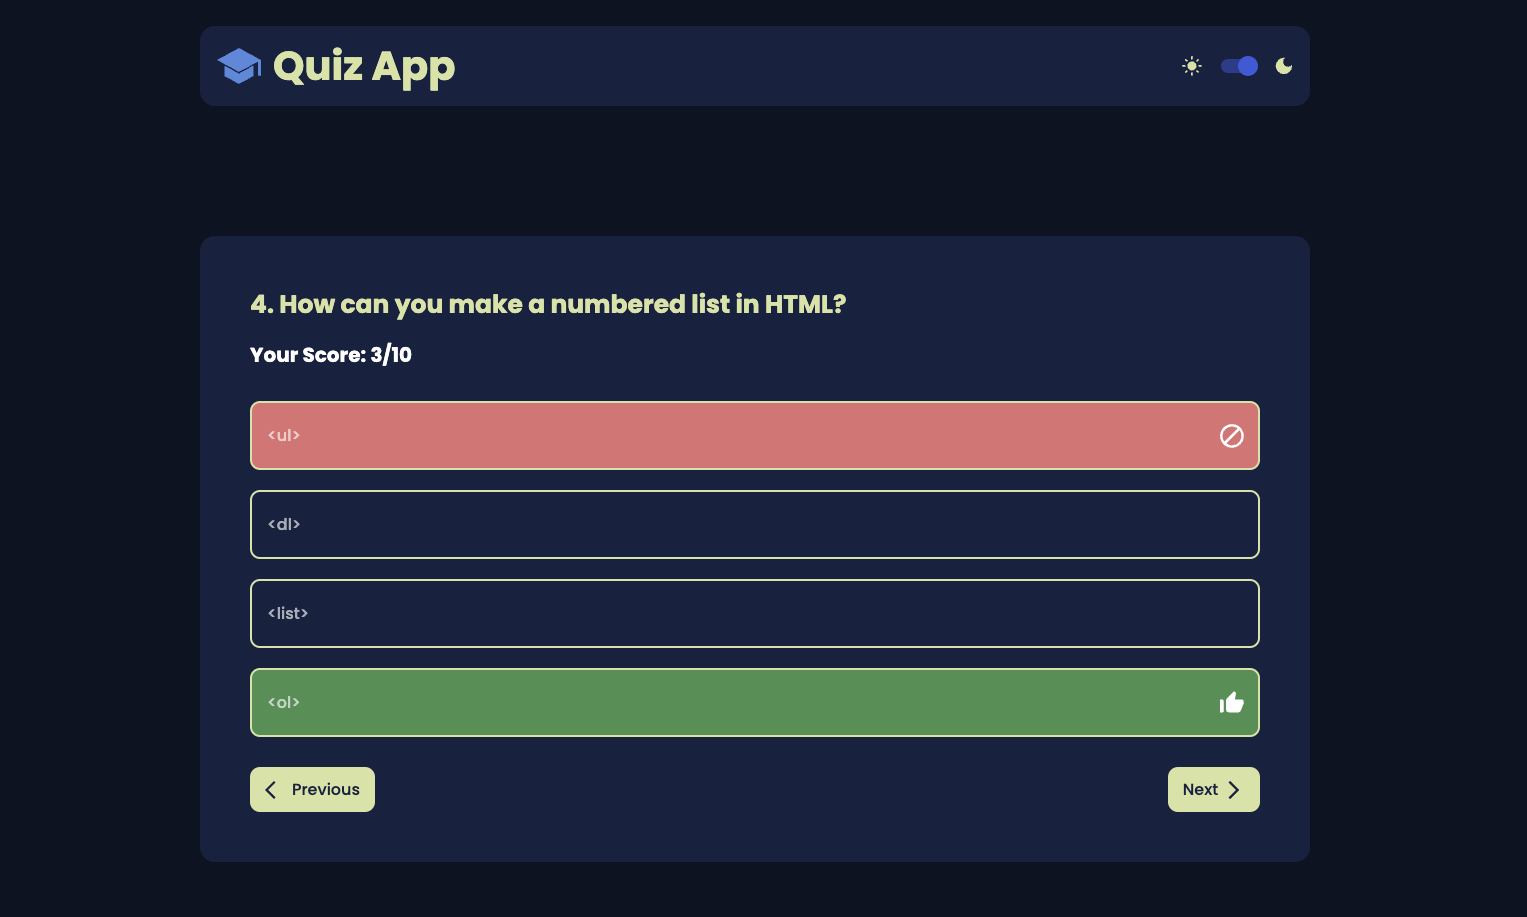 Quiz App
4. How can you make a numbered list in HTML?
Your Score: 3/10
<ul>
<dl>
<list>
<ol>
Previous
Next